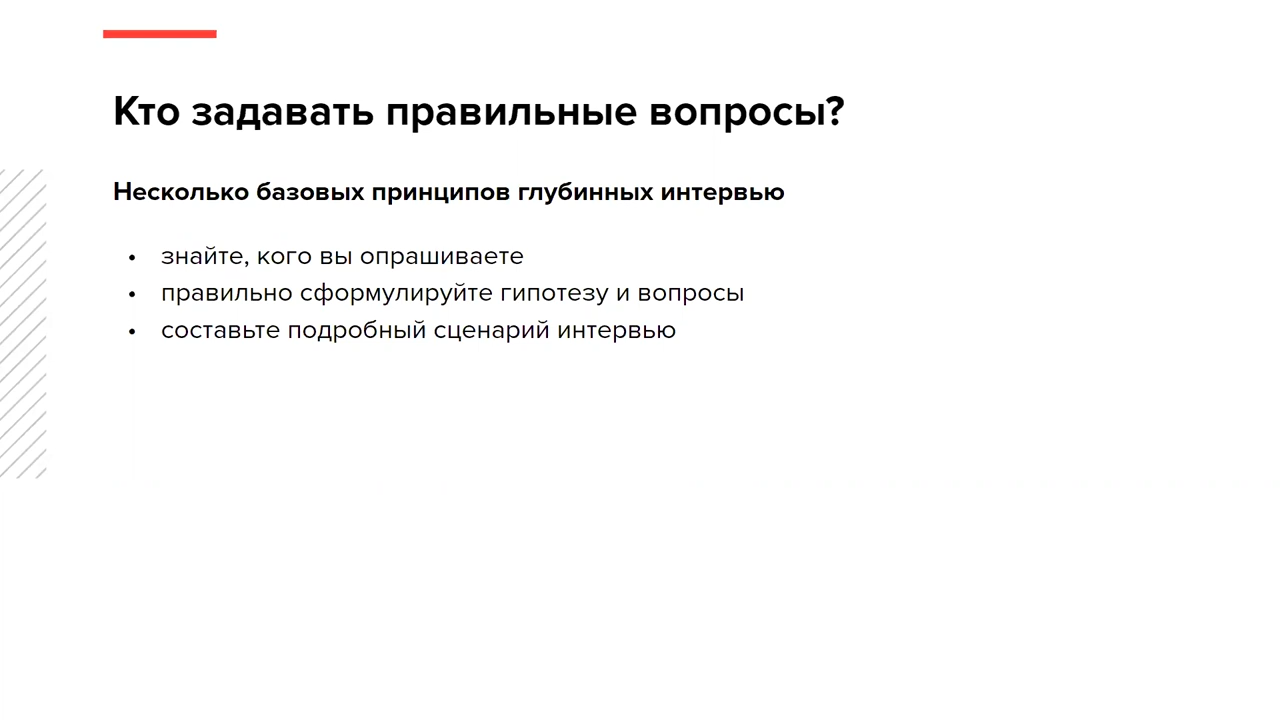 Кто задавать правильные вопросы?
Несколько базовых принципов глубинных интервью
• знайте, кого вы опрашиваете
• правильно сформулируйте гипотезу и вопросы
• составьте подробный сценарий интервью